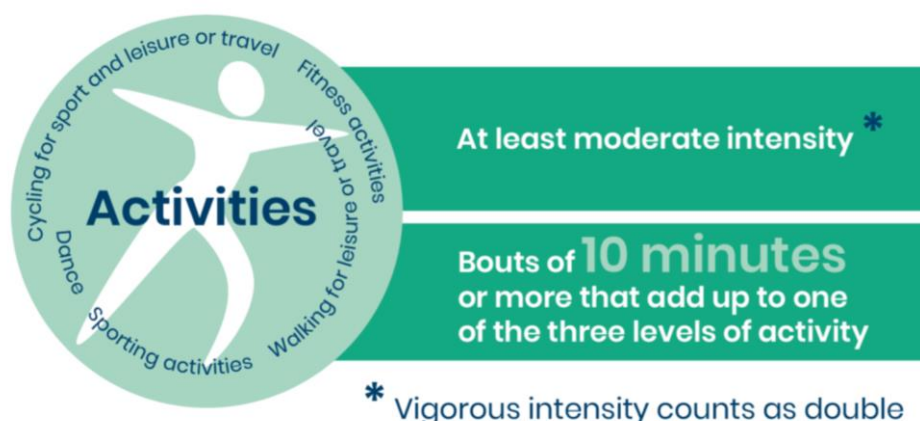 Cycling for sport and leisure or travel
Fitness activities
Walking for leisure or travel
Sporting activities
Dance
Activities
At least moderate intensity *
Bouts of 10 minutes
or more that add up to one
of the three levels of activity
* Vigorous intensity counts as double